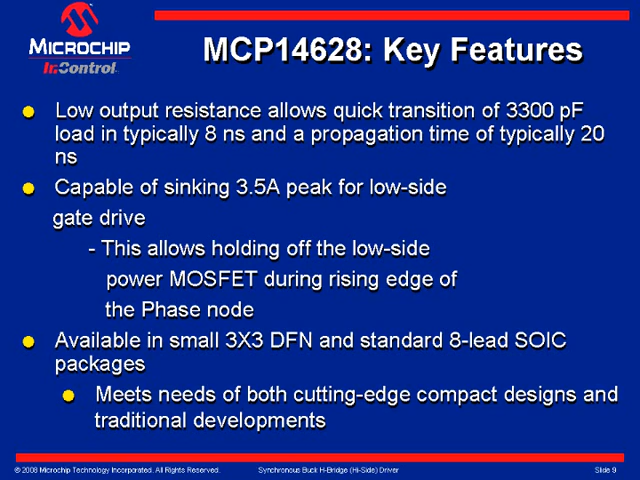 MICROCHIP
InControl
MCP14628: Key Features
Low output resistance allows quick transition of 3300 pF
load in typically 8 ns and a propagation time of typically 20
ns
Capable of sinking 3.5A peak for low-side
gate drive
- This allows holding off the low-side
power MOSFET during rising edge of
the Phase node
Available in small 3X3 DFN and standard 8-lead SOIC
packages
Meets needs of both cutting-edge compact designs and
traditional developments
© 2008 Microchip Technology Incorporated. All Rights Reserved. Synchronous Buck H-Bridge (Hi-Side) Driver Slide 9